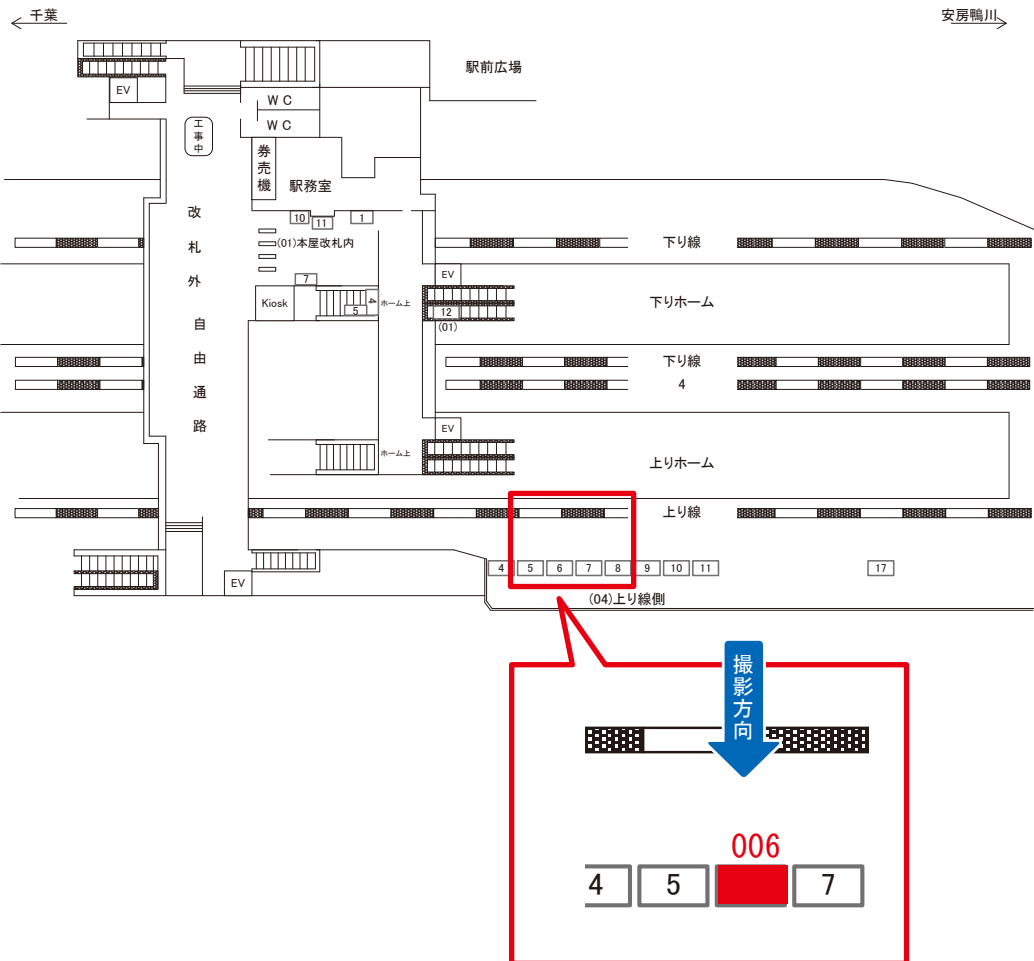 千葉
安房鴨川
駅前広場
EV
WC
WC
工事中
券売機
駅務室
10
11
1
改札外 自由通路
(01)本屋改札内
下り線
7
EV
Kiosk
4
5
ホーム上
12
(01)
下りホーム
下り線
4
EV
ホーム上
上りホーム
上り線
4 5 6 7 8 9 10 11 17
EV
(04)上り線側
撮影方向
006
4 5 7